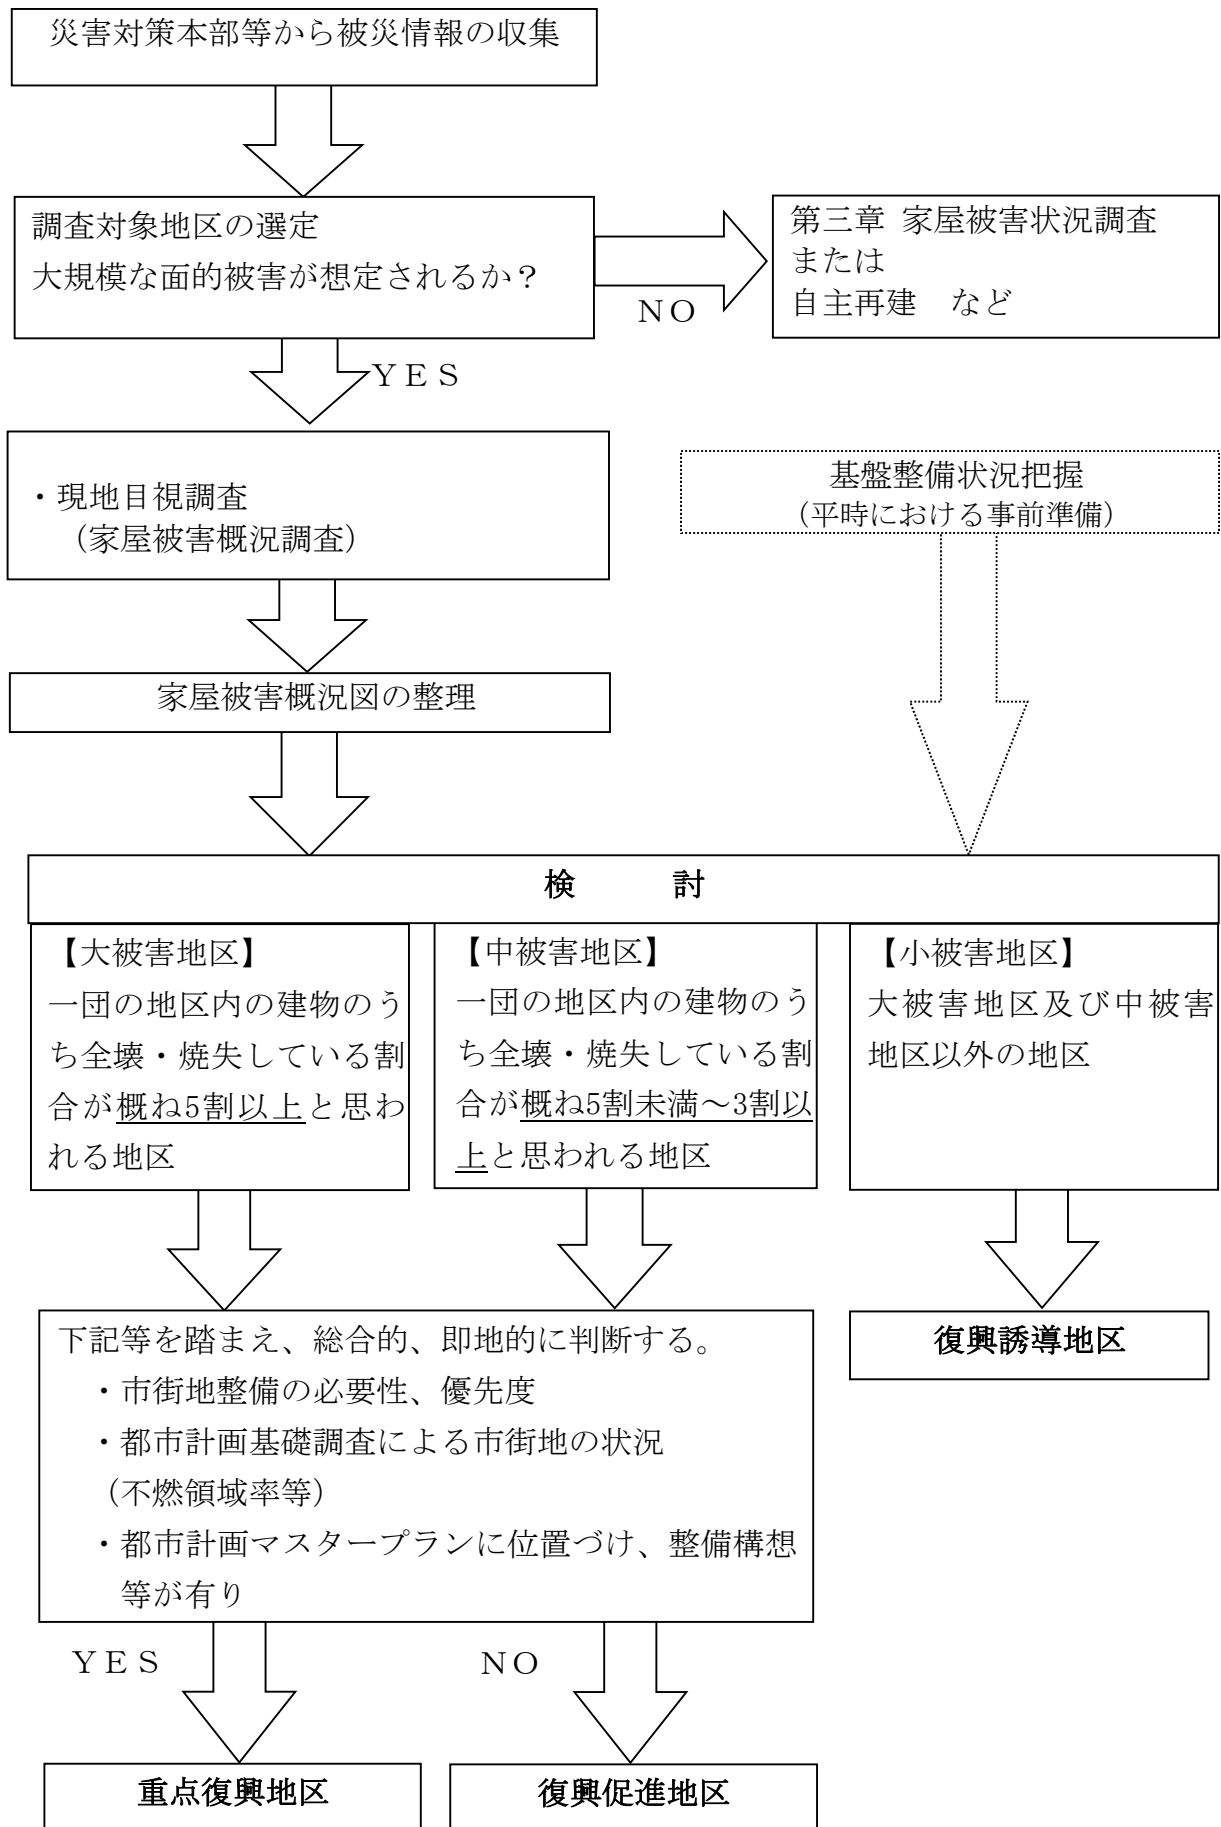 災害対策本部等から被災情報の収集
調査対象地区の選定
大規模な面的被害が想定されるか？
NO
第三章 家屋被害状況調査
または
自主再建　など
YES
・現地目視調査
（家屋被害概況調査）
基盤整備状況把握
（平時における事前準備）
家屋被害概況図の整理
検　　　討
【大被害地区】
一団の地区内の建物のう
ち全壊・焼失している割
合が概ね5割以上と思わ
れる地区
【中被害地区】
一団の地区内の建物のう
ち全壊・焼失している割
合が概ね5割未満～3割以
上と思われる地区
【小被害地区】
大被害地区及び中被害
地区以外の地区
下記等を踏まえ、総合的、即地的に判断する。
・市街地整備の必要性、優先度
・都市計画基礎調査による市街地の状況
（不燃領域率等）
・都市計画マスタープランに位置づけ、整備構想
等が有り
復興誘導地区
YES
NO
重点復興地区
復興促進地区